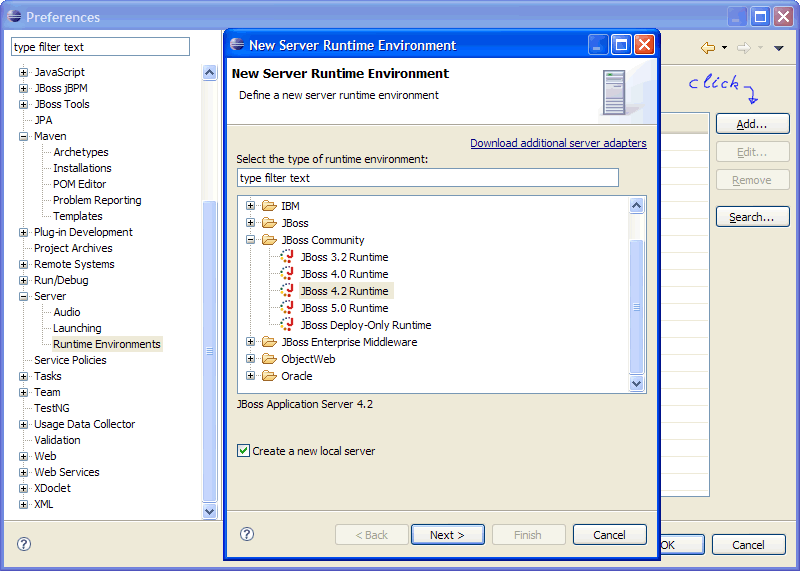 Preferences
type filter text
JavaScript
JBoss jBPM
JBoss Tools
JPA
Maven
Archetypes
Installations
POM Editor
Problem Reporting
Templates
Plug-in Development
Project Archives
Remote Systems
Run/Debug
Server
Audio
Launching
Runtime Environments
Service Policies
Tasks
Team
TestNG
Usage Data Collector
Validation
Web
Web Services
XDoclet
XML
New Server Runtime Environment
New Server Runtime Environment
Define a new server runtime environment
Download additional server adapters
Select the type of runtime environment:
type filter text
IBM
JBoss
JBoss Community
JBoss 3.2 Runtime
JBoss 4.0 Runtime
JBoss 4.2 Runtime
JBoss 5.0 Runtime
JBoss Deploy-Only Runtime
JBoss Enterprise Middleware
ObjectWeb
Oracle
JBoss Application Server 4.2
Create a new local server
? < Back Next > Finish Cancel
click
Add...
Edit...
Remove
Search...
? OK Cancel